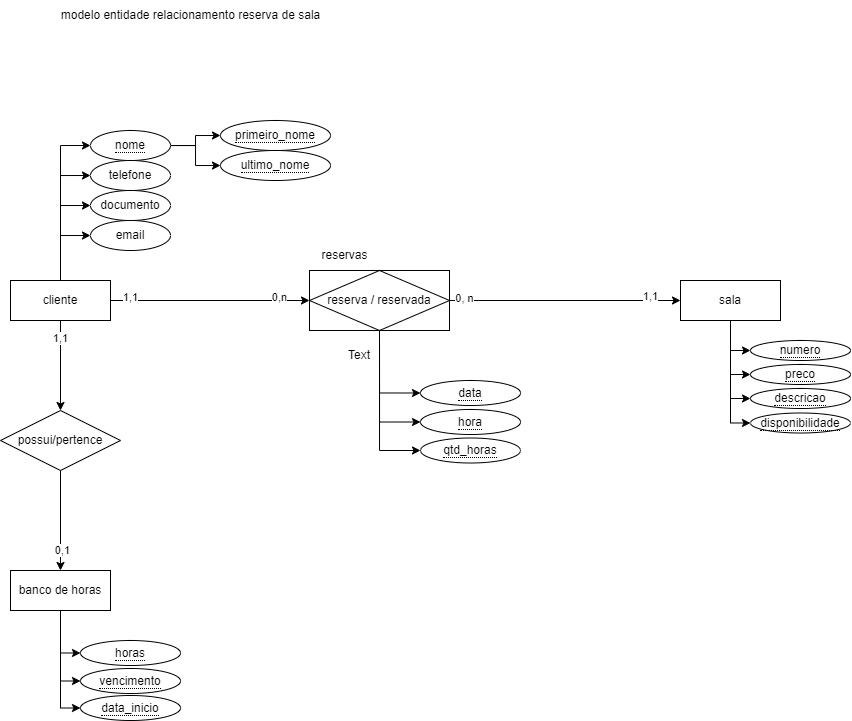 modelo entidade relacionamento reserva de sala
primeiro_nome
nome
ultimo_nome
telefone
documento
email
reservas
cliente
1,1
0,n
reserva / reservada
0, n
1,1
sala
1,1
Text
numero
preco
descricao
disponibilidade
data
hora
qtd_horas
possui/pertence
0,1
banco de horas
horas
vencimento
data_inicio